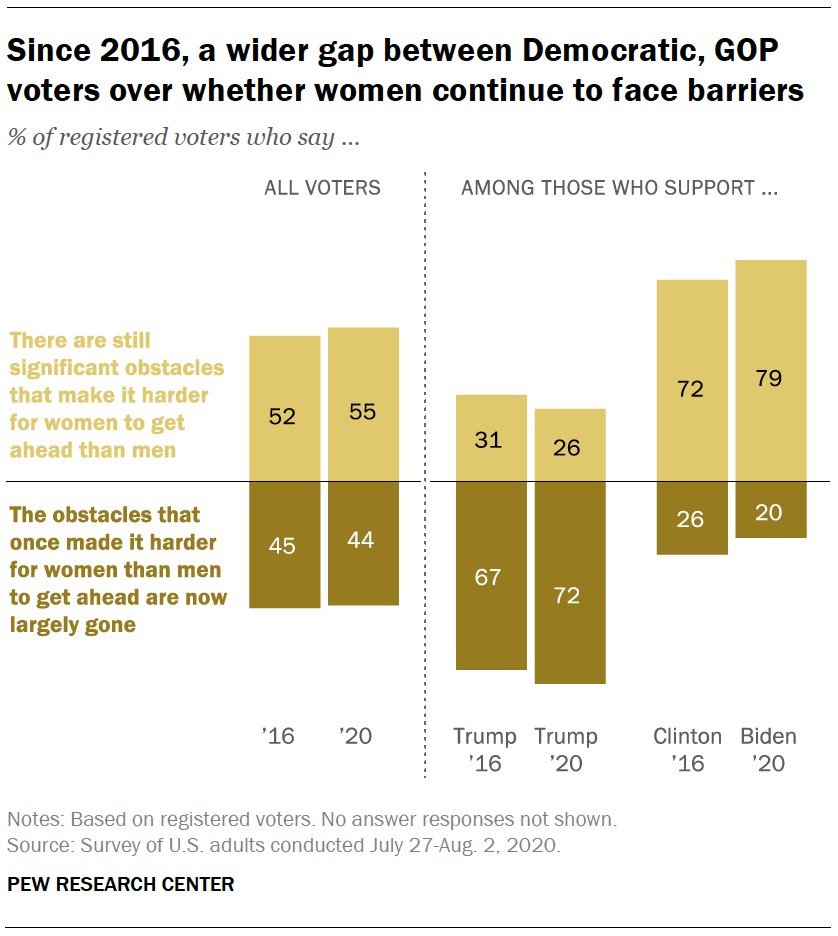 Since 2016, a wider gap between Democratic, GOP
voters over whether women continue to face barriers
% of registered voters who say ...
ALL VOTERS
AMONG THOSE WHO SUPPORT ...
There are still
significant obstacles
that make it harder
for women to get
ahead than men
52
55
31
26
72
79
The obstacles that
once made it harder
for women than men
to get ahead are now
largely gone
45
44
67
72
26
20
’16
’20
Trump
’16
Trump
’20
Clinton
’16
Biden
’20
Notes: Based on registered voters. No answer responses not shown.
Source: Survey of U.S. adults conducted July 27-Aug. 2, 2020.
PEW RESEARCH CENTER